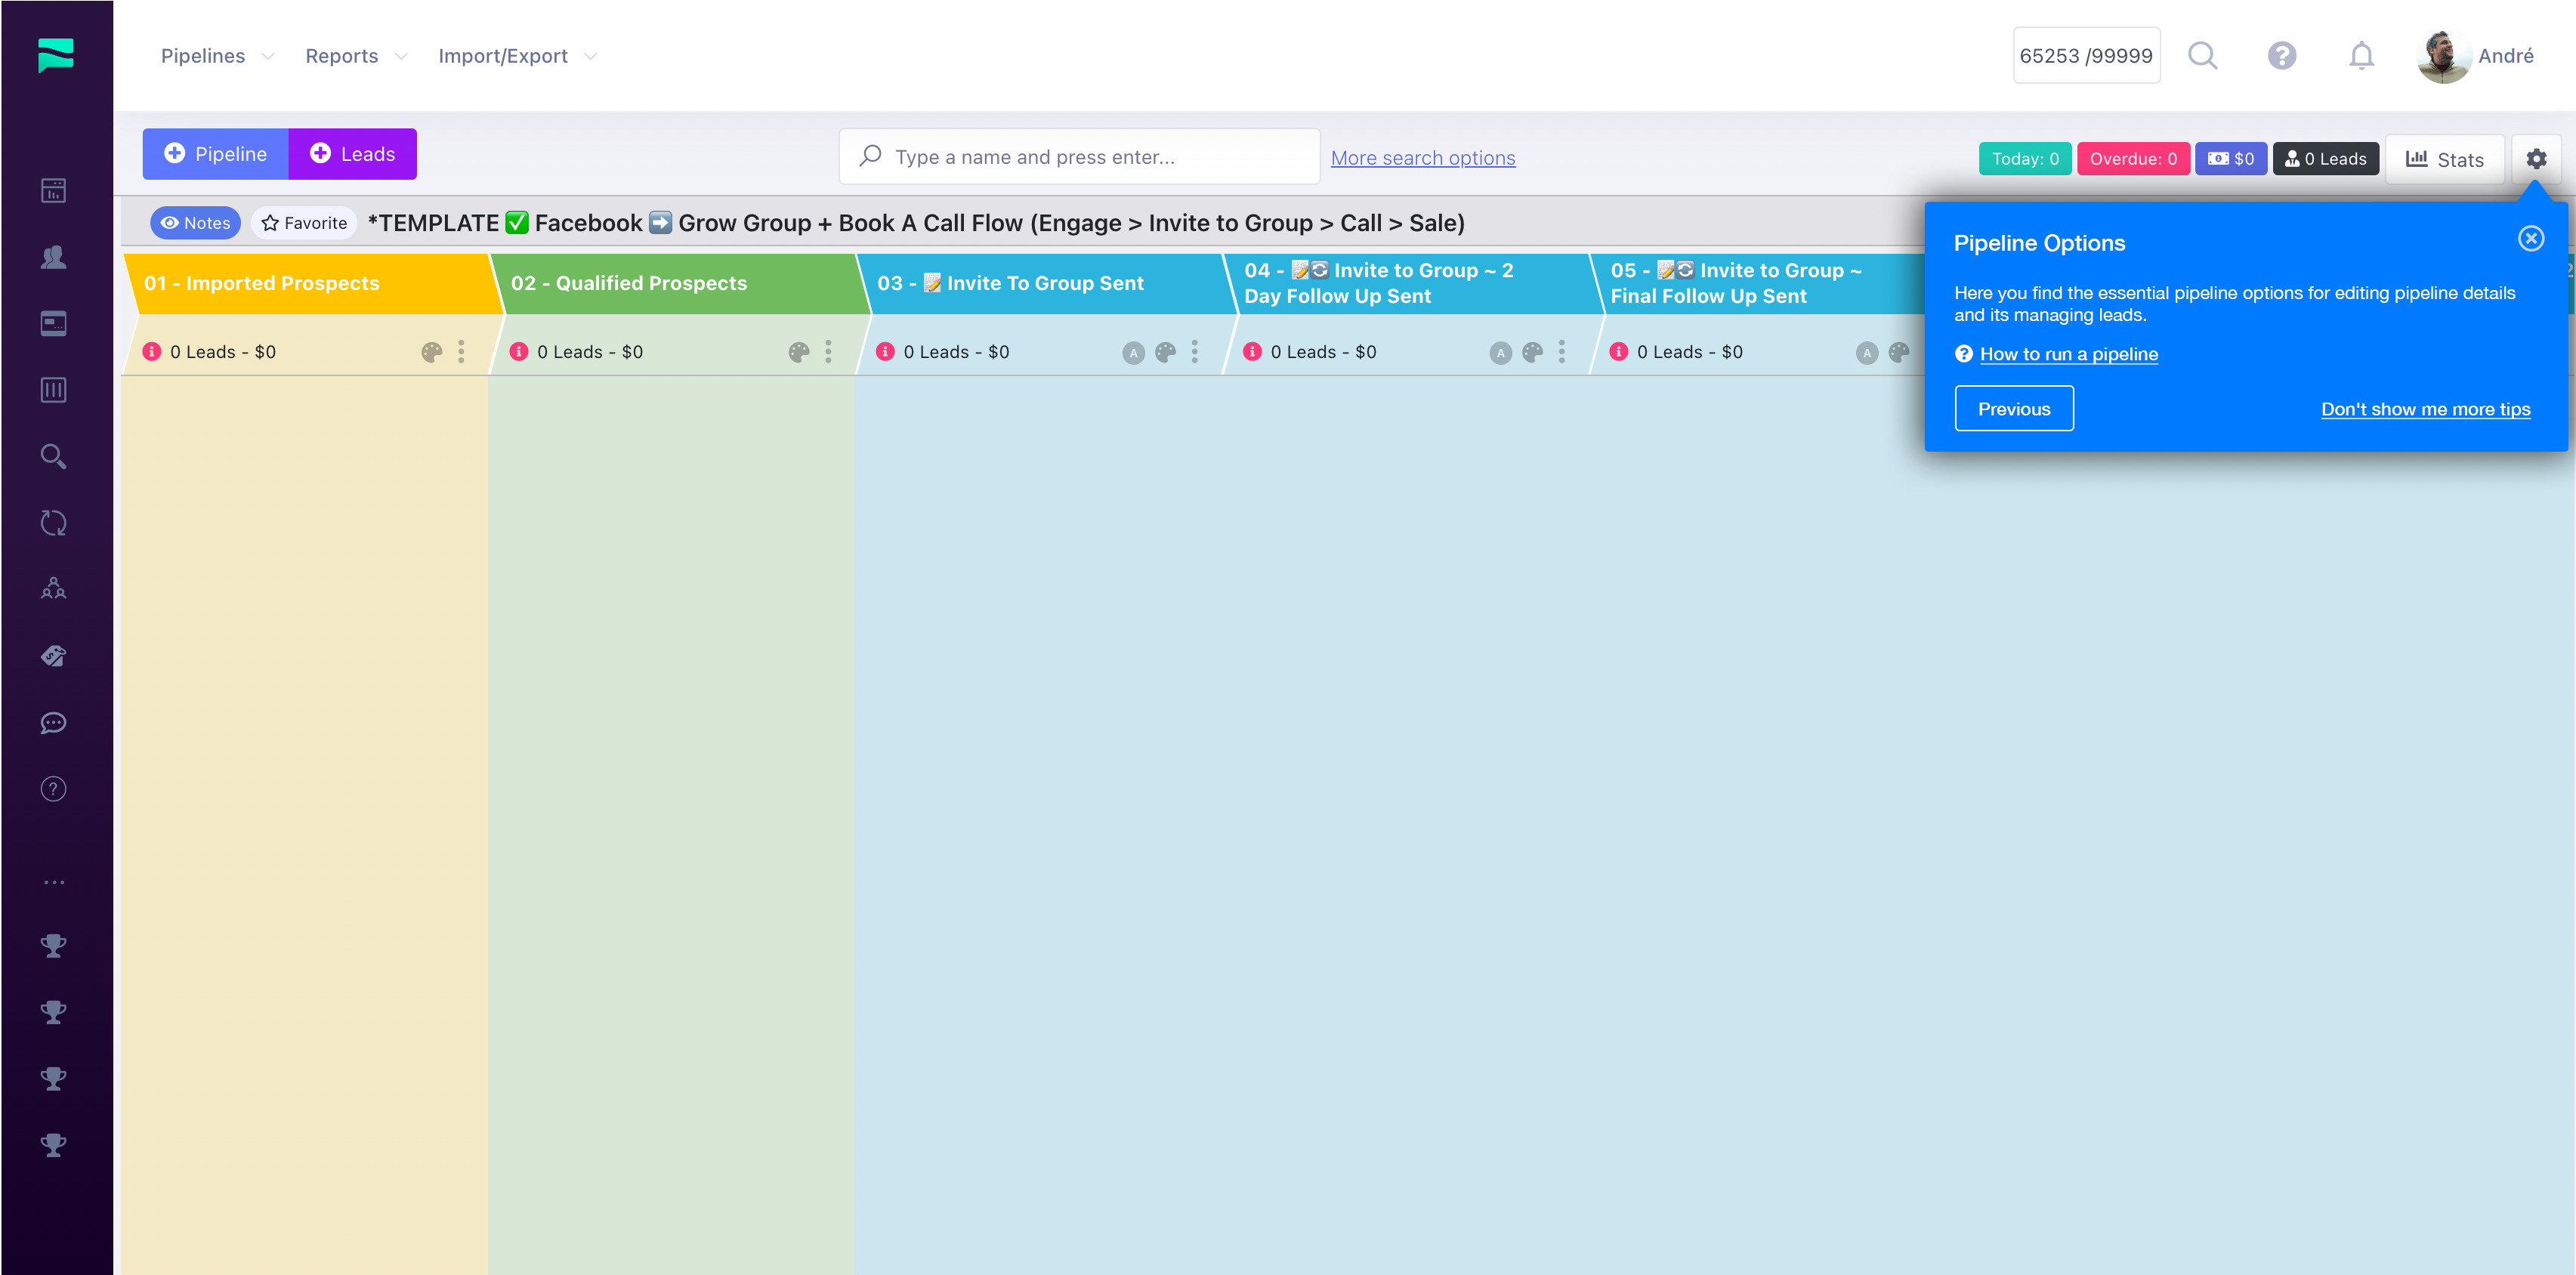 Pipelines Reports Import/Export 65253 /99999 André
Pipeline Leads Type a name and press enter... More search options Today: 0 Overdue: 0 $0 0 Leads Stats
Notes Favorite *TEMPLATE ✅ Facebook ➡️ Grow Group + Book A Call Flow (Engage > Invite to Group > Call > Sale)
01 - Imported Prospects
0 Leads - $0
02 - Qualified Prospects
0 Leads - $0
03 - 📝 Invite To Group Sent
0 Leads - $0
A
04 - 📝🔄 Invite to Group ~ 2
Day Follow Up Sent
0 Leads - $0
A
05 - 📝🔄 Invite to Group ~
Final Follow Up Sent
0 Leads - $0
A
Pipeline Options
Here you find the essential pipeline options for editing pipeline details
and its managing leads.
How to run a pipeline
Previous
Don't show me more tips